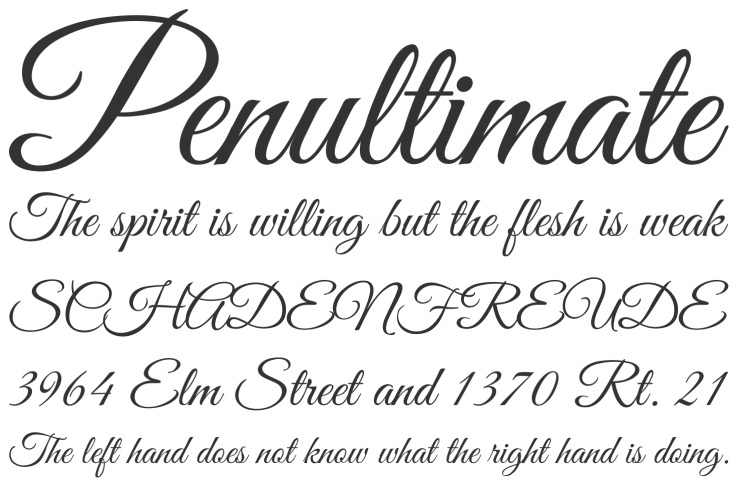 Penultimate
The spirit is willing but the flesh is weak
SCHADENFREUDE
3964 Elm Street and 1370 Rt. 21
The left hand does not know what the right hand is doing.